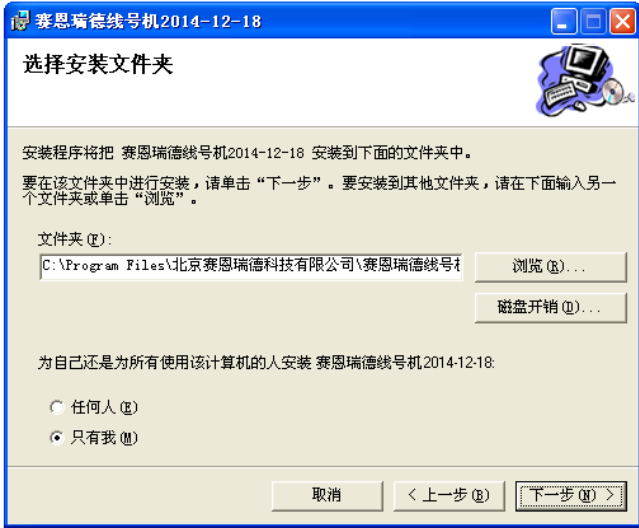 赛恩瑞德线号机2014-12-18
选择安装文件夹
安装程序将把 赛恩瑞德线号机2014-12-18 安装到下面的文件夹中。
要在该文件夹中进行安装，请单击“下一步”。要安装到其他文件夹，请在下面输入另一
个文件夹或单击“浏览”。
文件夹(F):
C:\Program Files\北京赛恩瑞德科技有限公司\赛恩瑞德线号机
浏览(R)...
磁盘开销(D)...
为自己还是为所有使用该计算机的人安装 赛恩瑞德线号机2014-12-18:
任何人(E)
只有我(M)
取消
< 上一步(B)
下一步(N) >